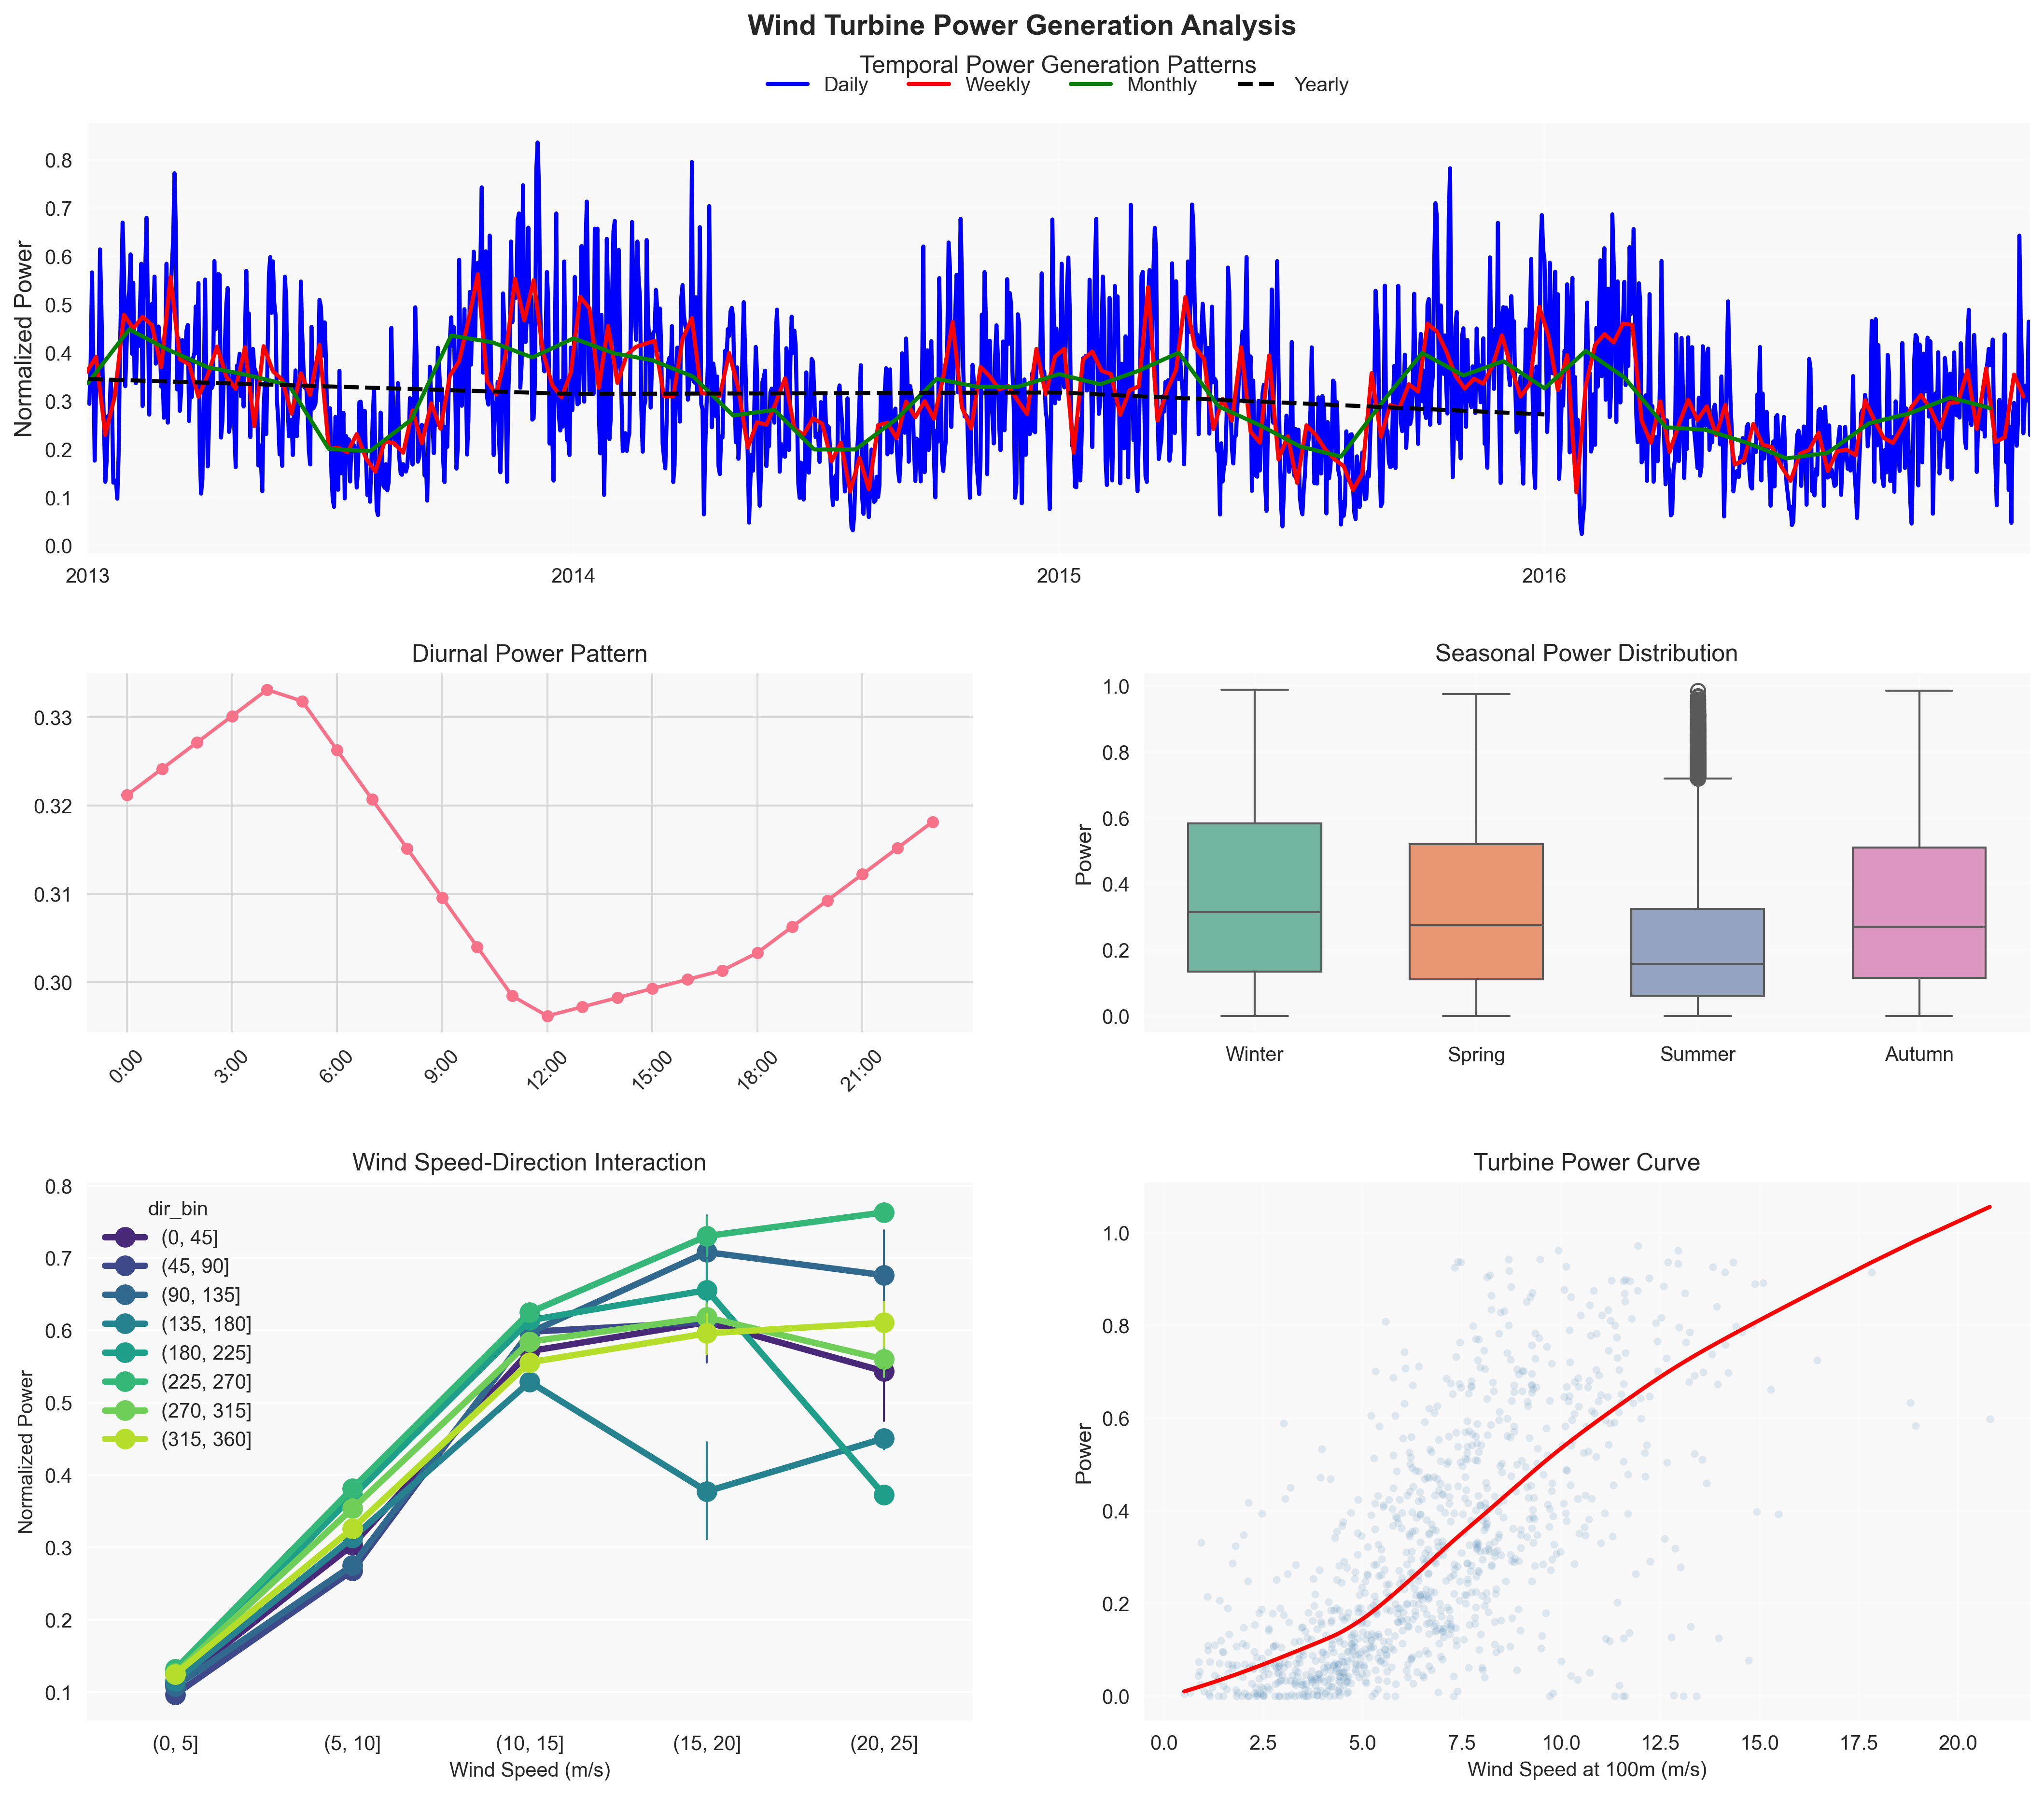 Wind Turbine Power Generation Analysis
Temporal Power Generation Patterns
Daily Weekly Monthly Yearly
Normalized Power
0.8
0.7
0.6
0.5
0.4
0.3
0.2
0.1
0.0
2013 2014 2015 2016
Diurnal Power Pattern
0.33
0.32
0.31
0.30
0:00 3:00 6:00 9:00 12:00 15:00 18:00 21:00
Seasonal Power Distribution
Power
1.0
0.8
0.6
0.4
0.2
0.0
Winter Spring Summer Autumn
Wind Speed-Direction Interaction
Normalized Power
0.8
0.7
0.6
0.5
0.4
0.3
0.2
0.1
dir_bin
(0, 45]
(45, 90]
(90, 135]
(135, 180]
(180, 225]
(225, 270]
(270, 315]
(315, 360]
(0, 5] (5, 10] (10, 15] (15, 20] (20, 25]
Wind Speed (m/s)
Turbine Power Curve
Power
1.0
0.8
0.6
0.4
0.2
0.0
0.0 2.5 5.0 7.5 10.0 12.5 15.0 17.5 20.0
Wind Speed at 100m (m/s)